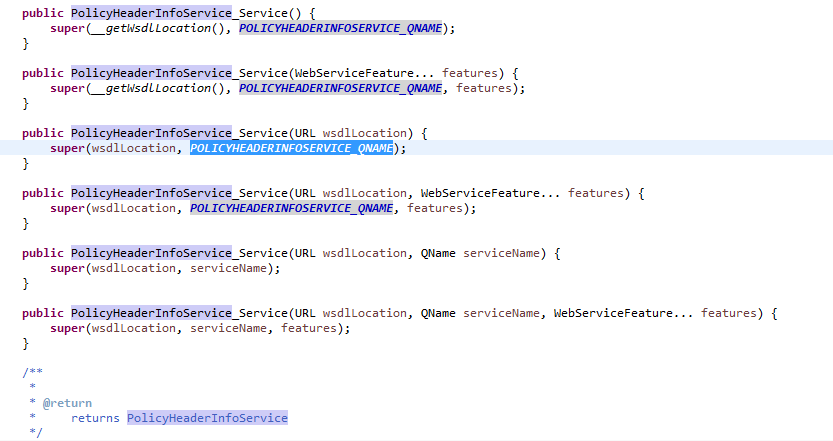 public PolicyHeaderInfoService_Service() {
super(__getWsdlLocation(), POLICYHEADERINFOSERVICE_QNAME);
}
public PolicyHeaderInfoService_Service(WebServiceFeature... features) {
super(__getWsdlLocation(), POLICYHEADERINFOSERVICE_QNAME, features);
}
public PolicyHeaderInfoService_Service(URL wsdlLocation) {
super(wsdlLocation, POLICYHEADERINFOSERVICE_QNAME);
}
public PolicyHeaderInfoService_Service(URL wsdlLocation, WebServiceFeature... features) {
super(wsdlLocation, POLICYHEADERINFOSERVICE_QNAME, features);
}
public PolicyHeaderInfoService_Service(URL wsdlLocation, QName serviceName) {
super(wsdlLocation, serviceName);
}
public PolicyHeaderInfoService_Service(URL wsdlLocation, QName serviceName, WebServiceFeature... features) {
super(wsdlLocation, serviceName, features);
}
/**
*
* @return
* returns PolicyHeaderInfoService
*/